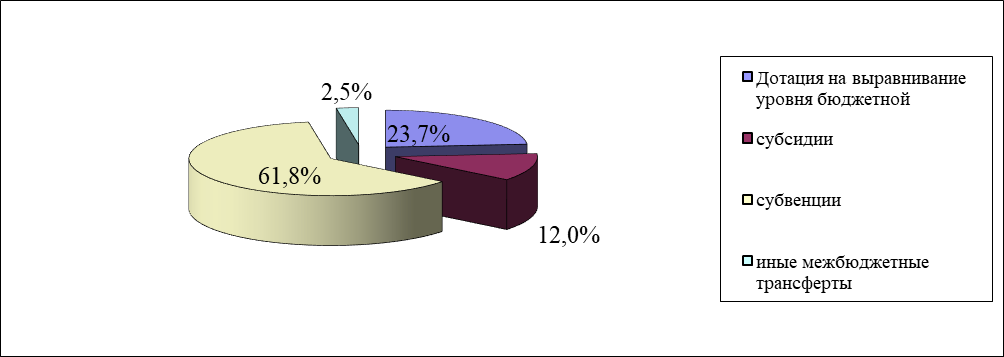 2,5%
23,7%
61,8%
12,0%
Дотация на выравнивание
уровня бюджетной
субсидии
субвенции
иные межбюджетные
трансферты